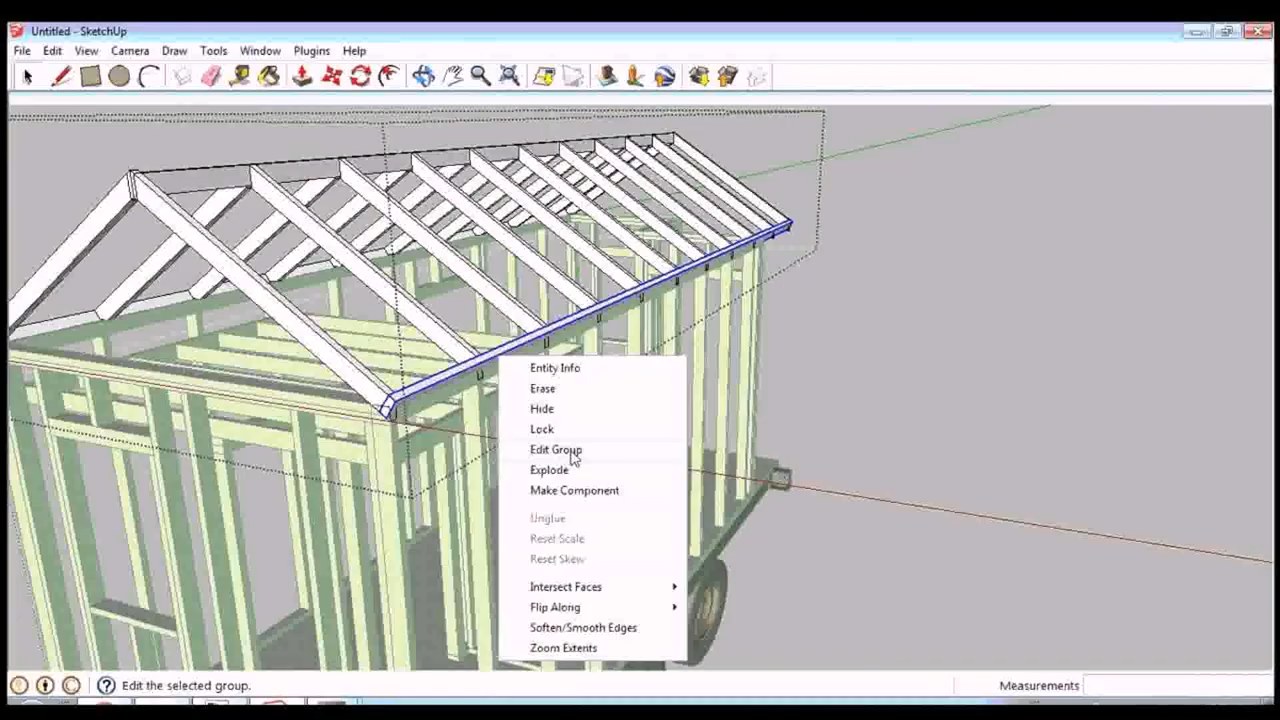 Untitled - SketchUp
File Edit View Camera Draw Tools Window Plugins Help
Entity Info
Erase
Hide
Lock
Edit Group
Explode
Make Component
Unglue
Reset Scale
Reset Skew
Intersect Faces
Flip Along
Soften/Smooth Edges
Zoom Extents
Edit the selected group.
Measurements